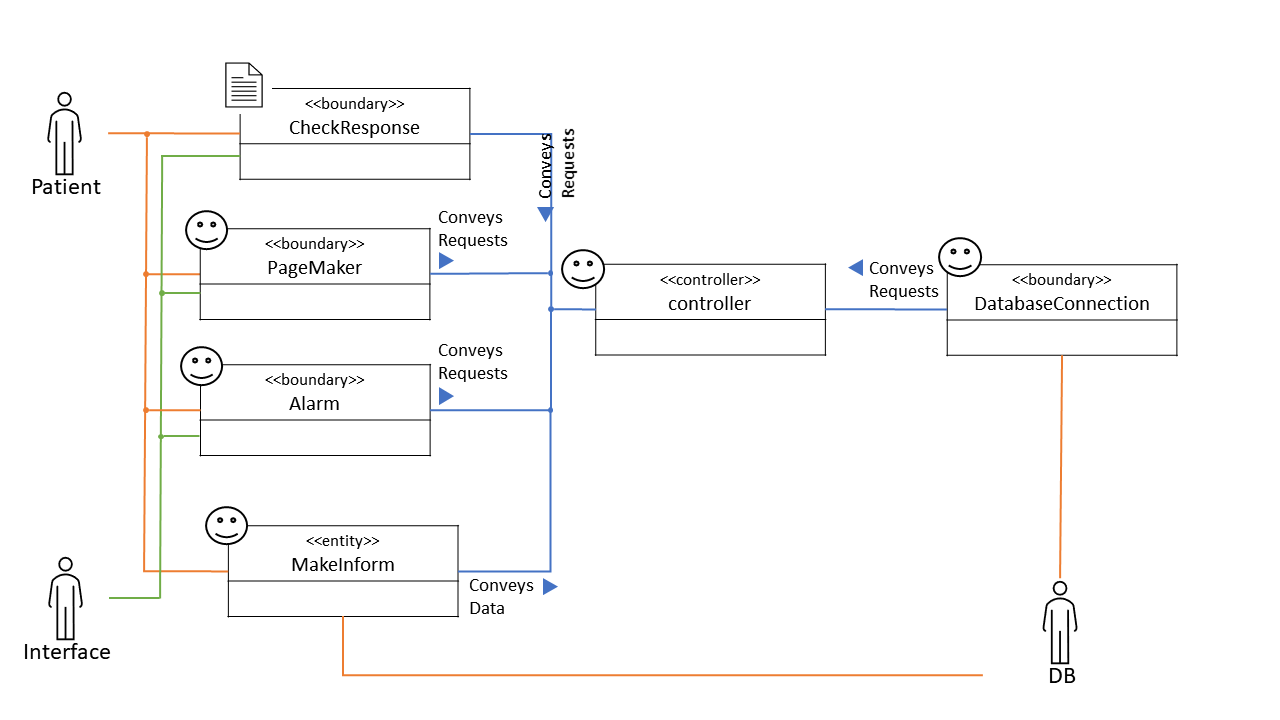 <<boundary>>
CheckResponse
Patient
Conveys
Requests
<<boundary>>
PageMaker
Conveys
Requests
<<controller>>
controller
Conveys
Requests
<<boundary>>
DatabaseConnection
<<boundary>>
Alarm
Conveys
Requests
<<entity>>
MakeInform
Conveys
Data
Interface
DB